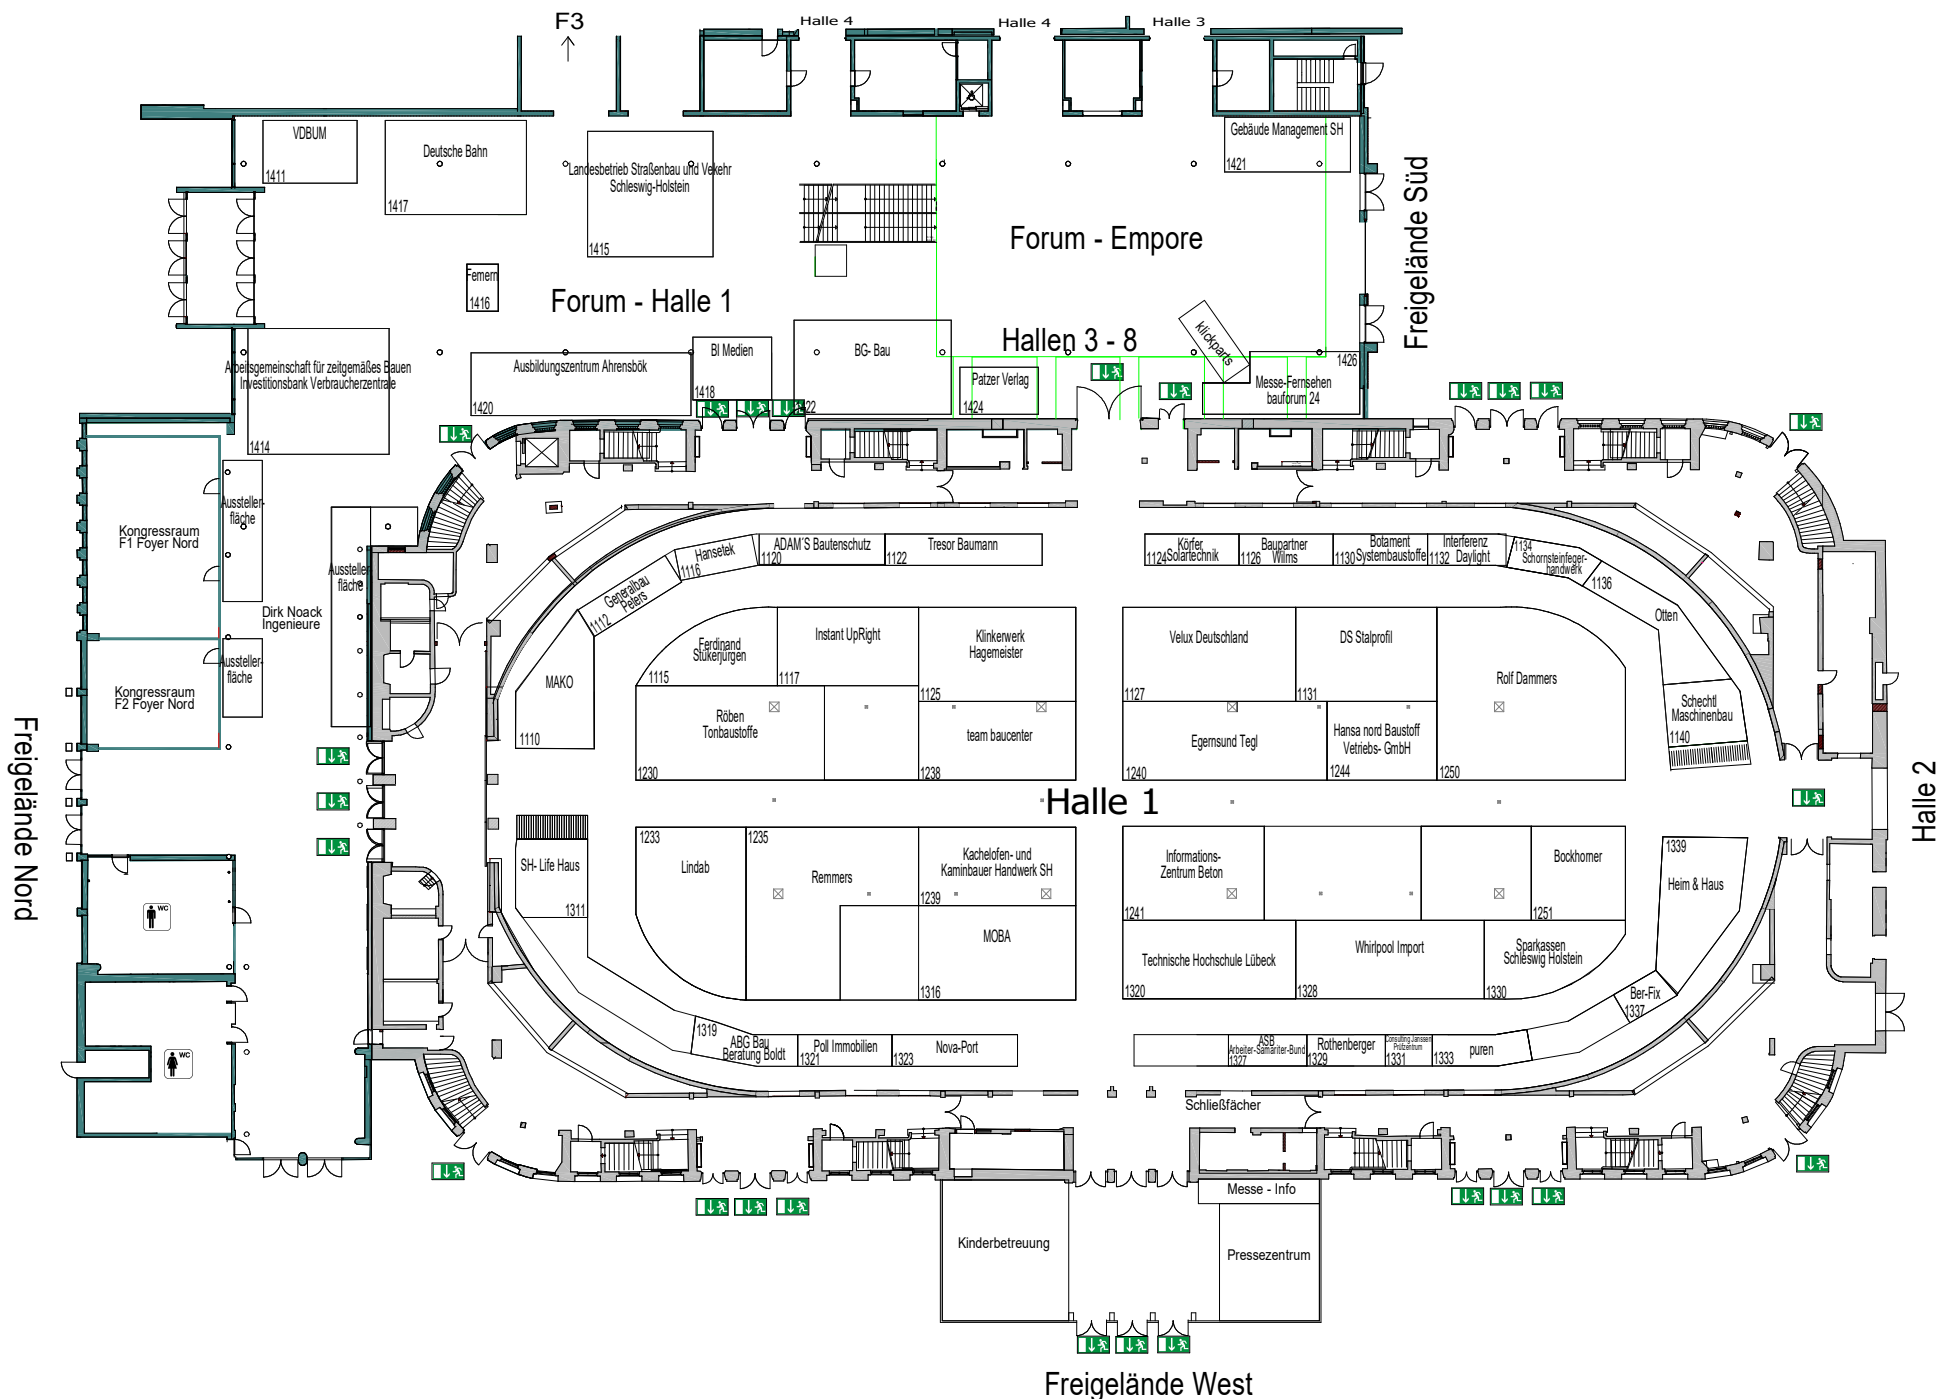 F3
Halle 4
Halle 4
Halle 3
VDBUM
1411
Deutsche Bahn
1417
Landesbetrieb Straßenbau und Vekehr
Schleswig-Holstein
1415
Gebäude Management SH
1421
Freigelände Süd
Forum - Empore
Femern
1416
Forum - Halle 1
Hallen 3 - 8
klickparts
Arbeitsgemeinschaft für zeitgemäßes Bauen
Investitionsbank Verbraucherzentrale
1414
Ausbildungszentrum Ahrensbök
1420
BI Medien
1418
BG- Bau
1422
Patzer Verlag
1424
1426
Messe-Fernsehen
bauforum 24
Kongressraum
F1 Foyer Nord
Aussteller-
fläche
Aussteller-
fläche
Dirk Noack
Ingenieure
Aussteller-
fläche
Kongressraum
F2 Foyer Nord
Freigelände Nord
WC
WC
MAKO
1110
Generalbau
Peters
1112
Hansetek
1116
ADAM´S Bautenschutz
1120
Tresor Baumann
1122
Körfer
Solartechnik
1124
Baupartner
Wilms
1126
Botament
Systembaustoffe
1130
Interferenz
Daylight
1132
1134
Schornsteinfeger-
handwerk
1136
Otten
Schechtl
Maschinenbau
1140
Ferdinand
Stükerjürgen
1115
Instant UpRight
1117
Klinkerwerk
Hagemeister
1125
Velux Deutschland
1127
DS Stalprofil
1131
Rolf Dammers
1250
Röben
Tonbaustoffe
1230
team baucenter
1238
Egernsund Tegl
1240
Hansa nord Baustoff
Vetriebs- GmbH
1244
Halle 1
Halle 2
SH- Life Haus
1311
1233
Lindab
1235
Remmers
Kachelofen- und
Kaminbauer Handwerk SH
1239
MOBA
1316
Informations-
Zentrum Beton
1241
Bockhorner
1251
1339
Heim & Haus
Technische Hochschule Lübeck
1320
Whirlpool Import
1328
Sparkassen
Schleswig Holstein
1330
Ber-Fix
1337
1319
ABG Bau
Beratung Boldt
Poll Immobilien
1321
Nova-Port
1323
ASB
Arbeiter-Samariter-Bund
1327
Rothenberger
1329
Consulting Janssen
Prüfzentrum
1331
puren
1333
Schließfächer
Messe - Info
Kinderbetreuung
Pressezentrum
Freigelände West